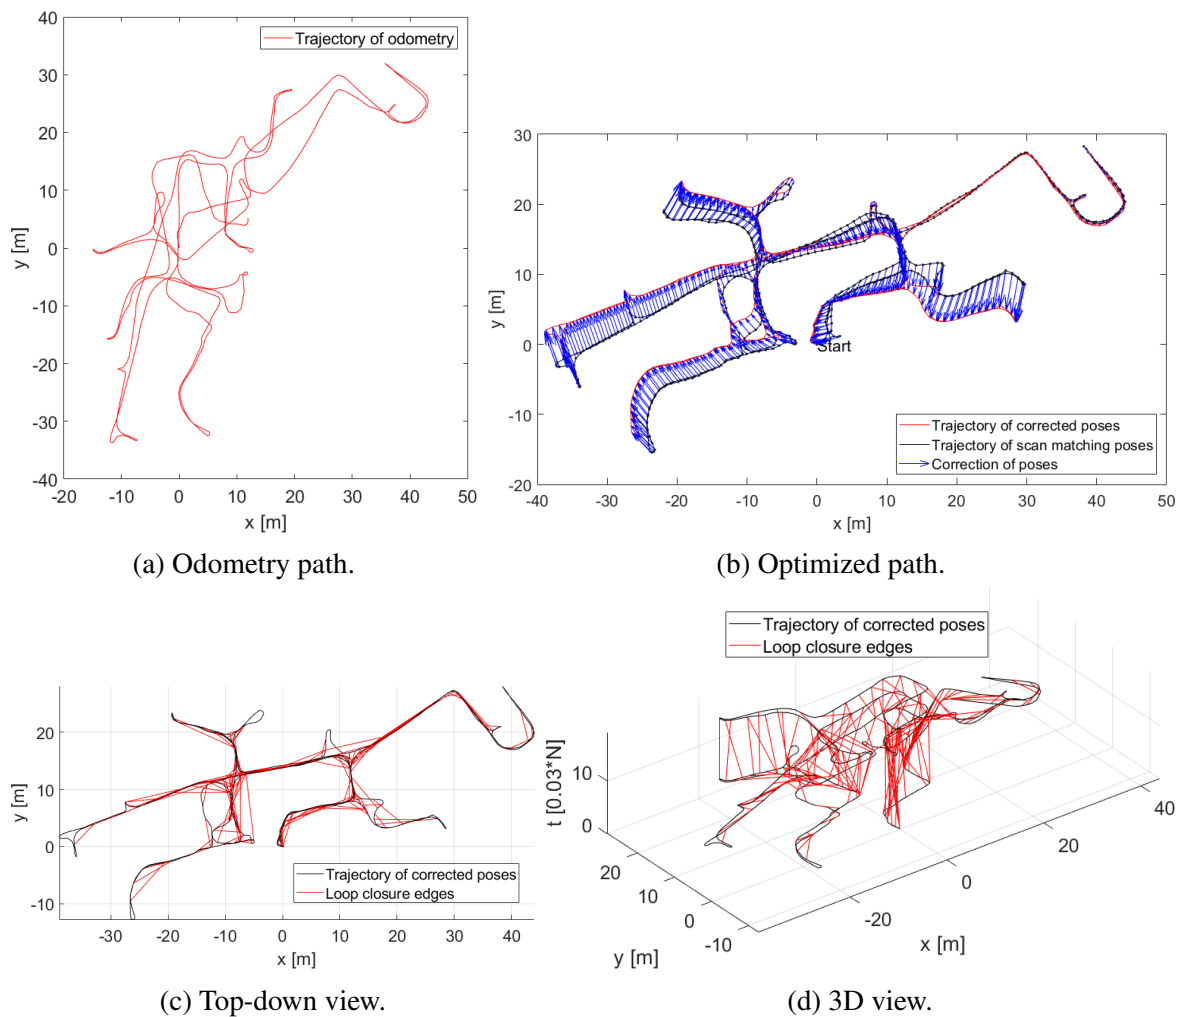 40
30
20
10
0
-10
-20
-30
-40
-20
-10
0
10
20
30
40
50
y [m]
x [m]
Trajectory of odometry
(a) Odometry path.
30
20
10
0
-10
-20
-40
-30
-20
-10
0
10
20
30
40
50
y [m]
x [m]
Start
Trajectory of corrected poses
Trajectory of scan matching poses
Correction of poses
(b) Optimized path.
20
10
0
-10
-30
-20
-10
0
10
20
30
40
y [m]
x [m]
Trajectory of corrected poses
Loop closure edges
(c) Top-down view.
Trajectory of corrected poses
Loop closure edges
t [0.03*N]
10
0
20
10
0
-10
y [m]
-20
0
20
40
x [m]
(d) 3D view.